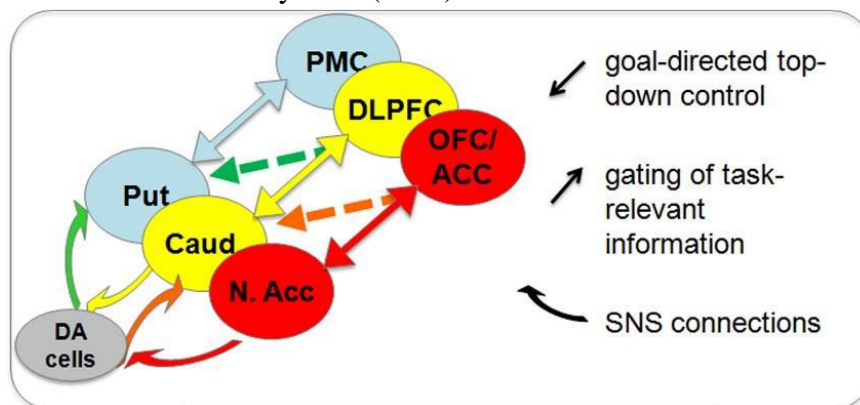 PMC
DLPFC
OFC/
ACC
Put
Caud
N. Acc
DA
cells
goal-directed top-
down control
gating of task-
relevant
information
SNS connections